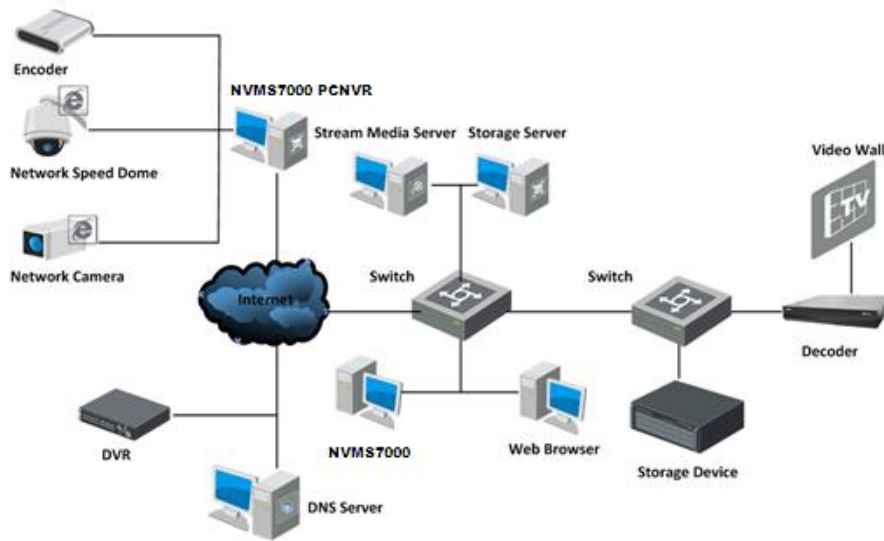 Encoder
NVMS7000 PCNVR
Stream Media Server
Storage Server
Video Wall
Network Speed Dome
TV
Network Camera
Switch
Switch
Internet
Decoder
DVR
NVMS7000
Web Browser
Storage Device
DNS Server